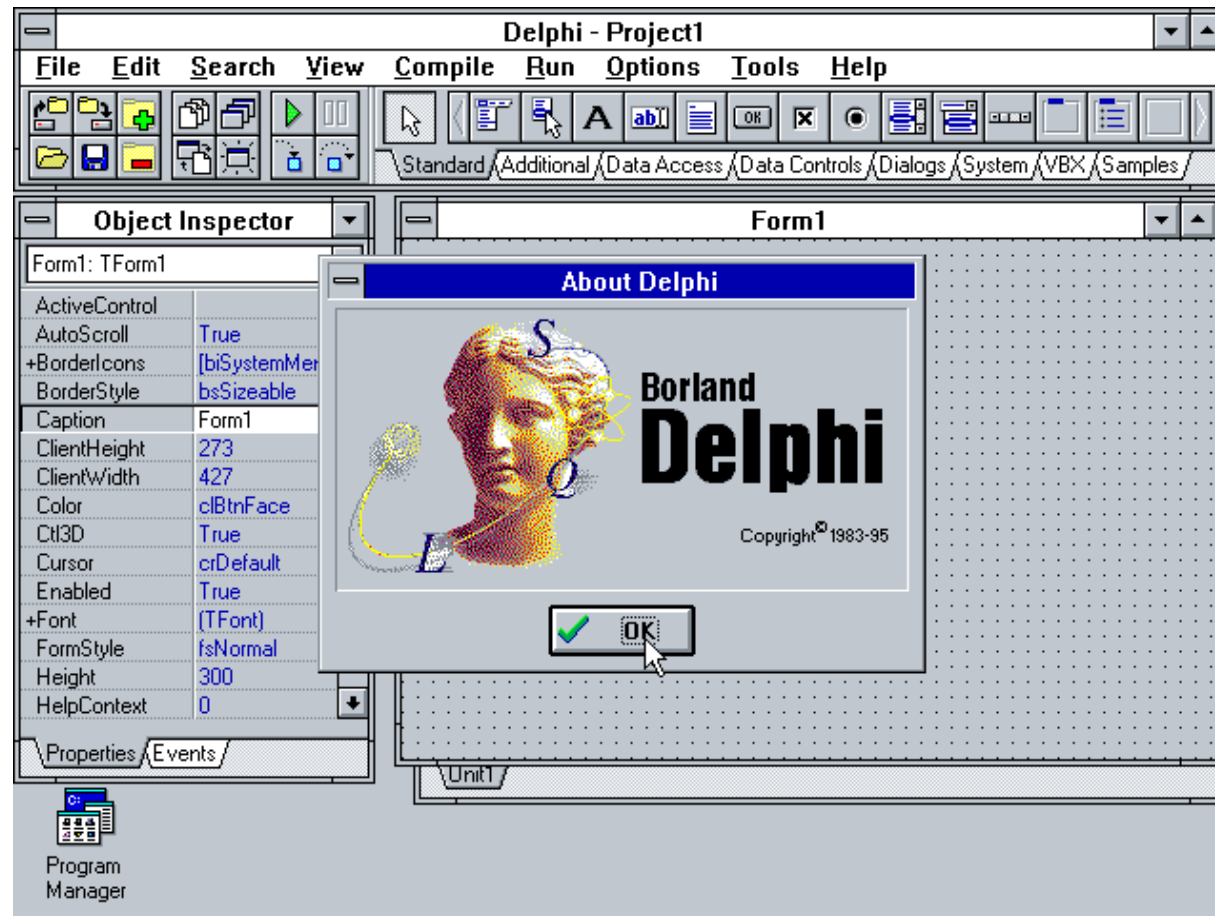 Delphi - Project1
File Edit Search View Compile Run Options Tools Help
OK
Standard Additional Data Access Data Controls Dialogs System VBX Samples
Object Inspector
Form1: TForm1
ActiveControl
AutoScroll True
+BorderIcons [biSystemMer
BorderStyle bsSizeable
Caption Form1
ClientHeight 273
ClientWidth 427
Color clBtnFace
Ctl3D True
Cursor crDefault
Enabled True
+Font (TFont)
FormStyle fsNormal
Height 300
HelpContext 0
Properties Events
Form1
About Delphi
S
Q
L
Borland
Delphi
Copyright© 1983-95
OK
Unit1
C:
Program
Manager